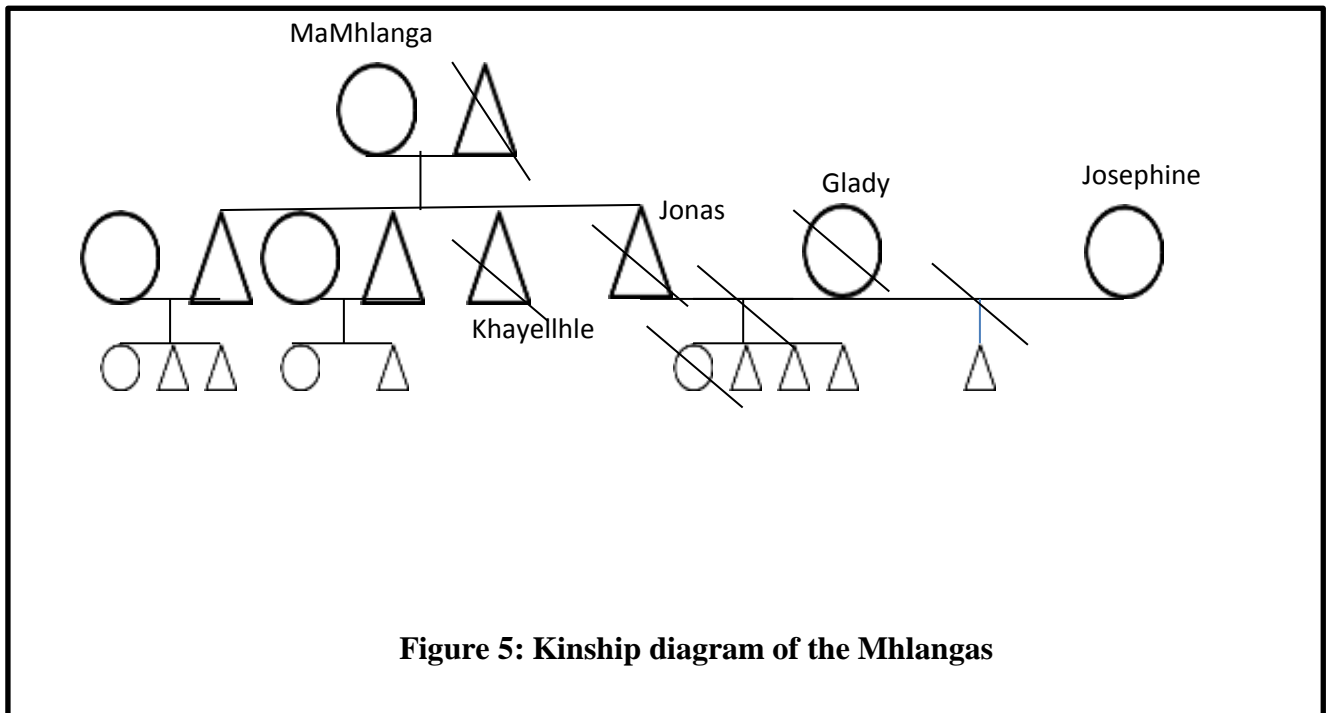 MaMhlanga
Glady
Josephine
Jonas
Khayellhle
Figure 5: Kinship diagram of the Mhlangas